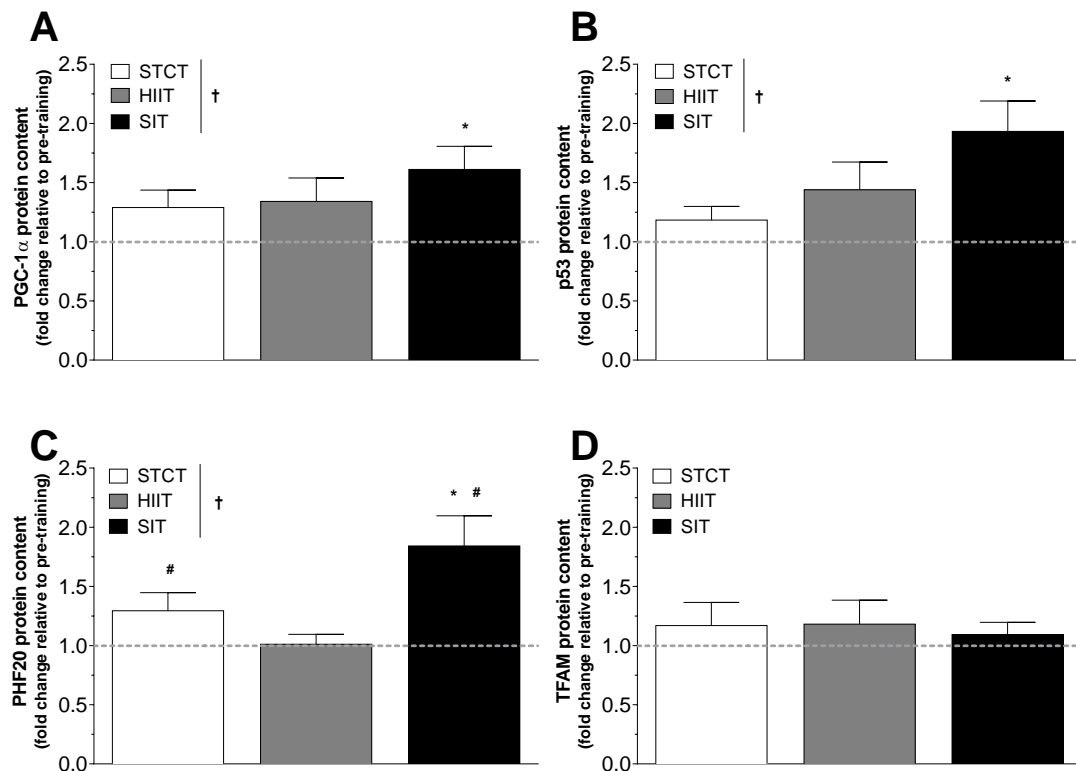 A
PGC-1α protein content
(fold change relative to pre-training)
2.5
2.0
1.5
1.0
0.5
0.0
STCT
HIIT
SIT
†
*
B
p53 protein content
(fold change relative to pre-training)
2.5
2.0
1.5
1.0
0.5
0.0
STCT
HIIT
SIT
†
*
C
PHF20 protein content
(fold change relative to pre-training)
2.5
2.0
1.5
1.0
0.5
0.0
STCT
HIIT
SIT
†
#
* #
D
TFAM protein content
(fold change relative to pre-training)
2.5
2.0
1.5
1.0
0.5
0.0
STCT
HIIT
SIT